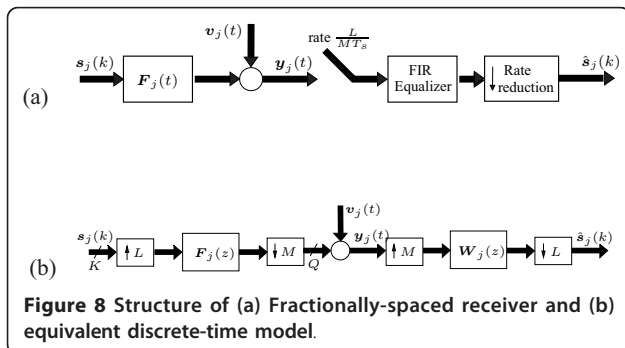 v_j(t)
rate L/MT_s
s_j(k)
F_j(t)
y_j(t)
FIR
Equalizer
↓ Rate
reduction
ŝ_j(k)
(a)
v_j(t)
s_j(k)
K
↑ L
F_j(z)
↓ M
Q
y_j(t)
↑ M
W_j(z)
↓ L
ŝ_j(k)
(b)
Figure 8 Structure of (a) Fractionally-spaced receiver and (b)
equivalent discrete-time model.